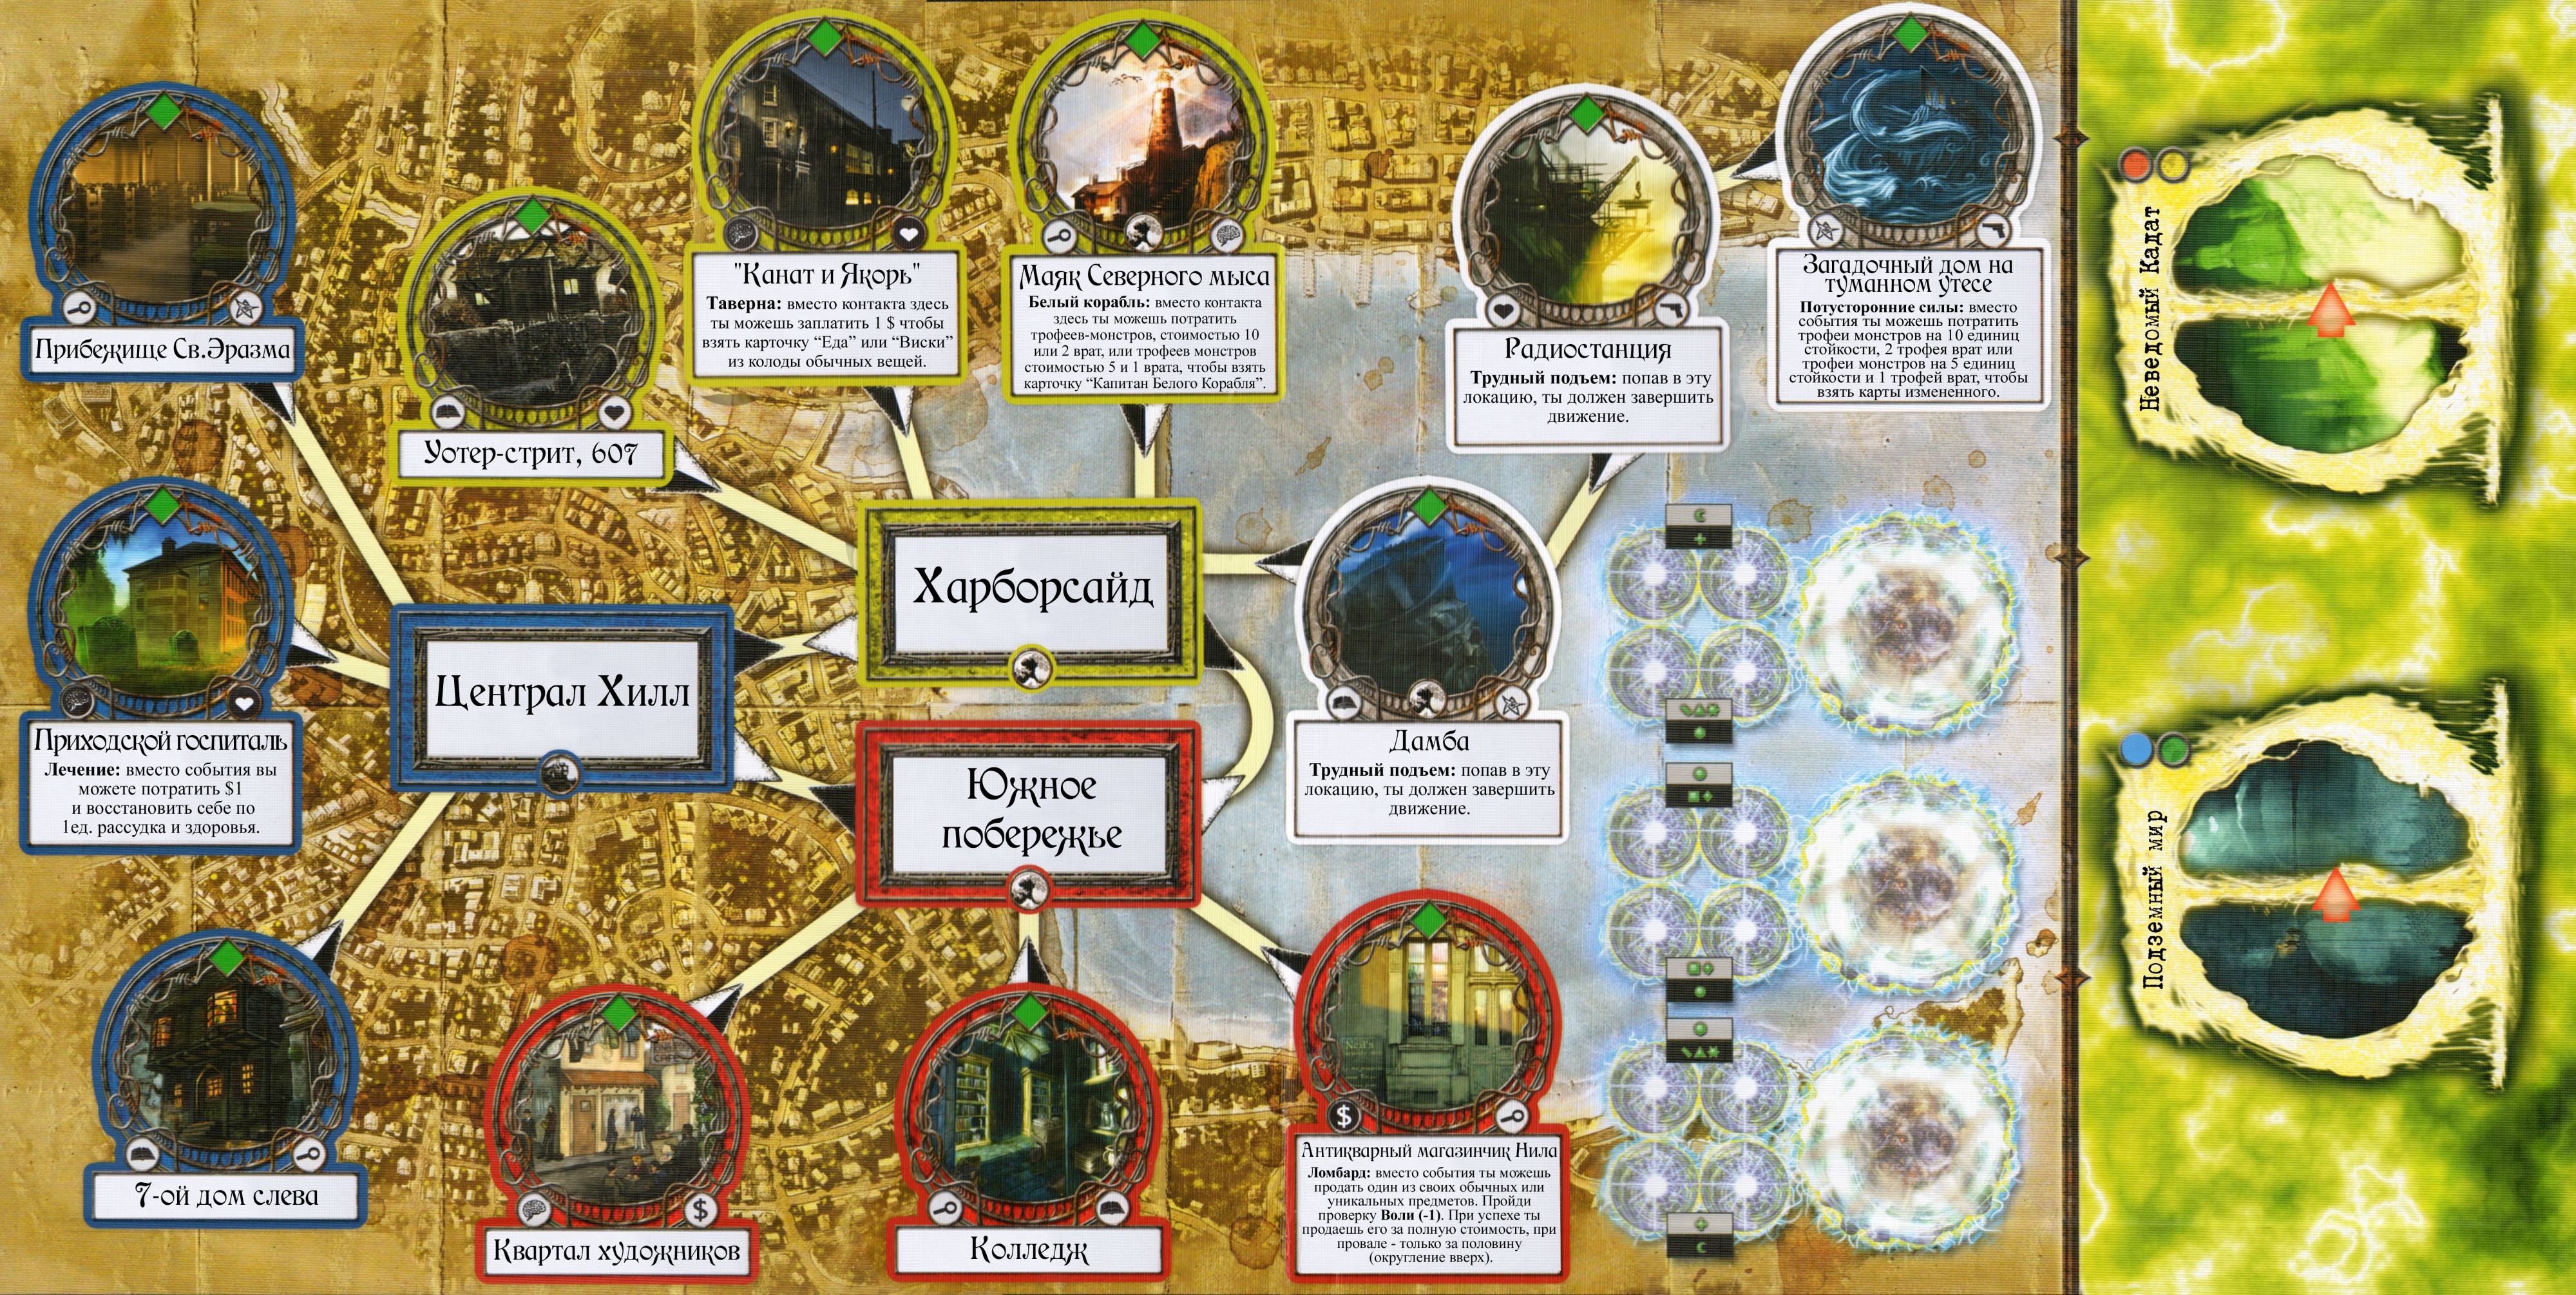 Прибежище Св.Эразма
Уотер-стрит, 607
"Канат и Якорь"
Таверна: вместо контакта здесь
ты можешь заплатить 1 $ чтобы
взять карточку “Еда” или “Виски”
из колоды обычных вещей.
Маяк Северного мыса
Белый корабль: вместо контакта
здесь ты можешь потратить
трофеев-монстров, стоимостью 10
или 2 врат, или трофеев монстров
стоимостью 5 и 1 врата, чтобы взять
карточку “Капитан Белого Корабля”.
Радиостанция
Трудный подъем: попав в эту
локацию, ты должен завершить
движение.
Загадочный дом на
туманном утесе
Потусторонние силы: вместо
события ты можешь потратить
трофеи монстров на 10 единиц
стойкости, 2 трофея врат или
трофеи монстров на 5 единиц
стойкости и 1 трофей врат, чтобы
взять карты измененного.
Неведомый Кадат
Приходской госпиталь
Лечение: вместо события вы
можете потратить $1
и восстановить себе по
1ед. рассудка и здоровья.
Централ Хилл
Харборсайд
Южное
побережье
Дамба
Трудный подъем: попав в эту
локацию, ты должен завершить
движение.
Подземный мир
7-ой дом слева
Квартал художников
$
Колледж
$
Антикварный магазинчик Нила
Ломбард: вместо события ты можешь
продать один из своих обычных или
уникальных предметов. Пройди
проверку Воли (-1). При успехе ты
продаешь его за полную стоимость, при
провале - только за половину
(округление вверх).